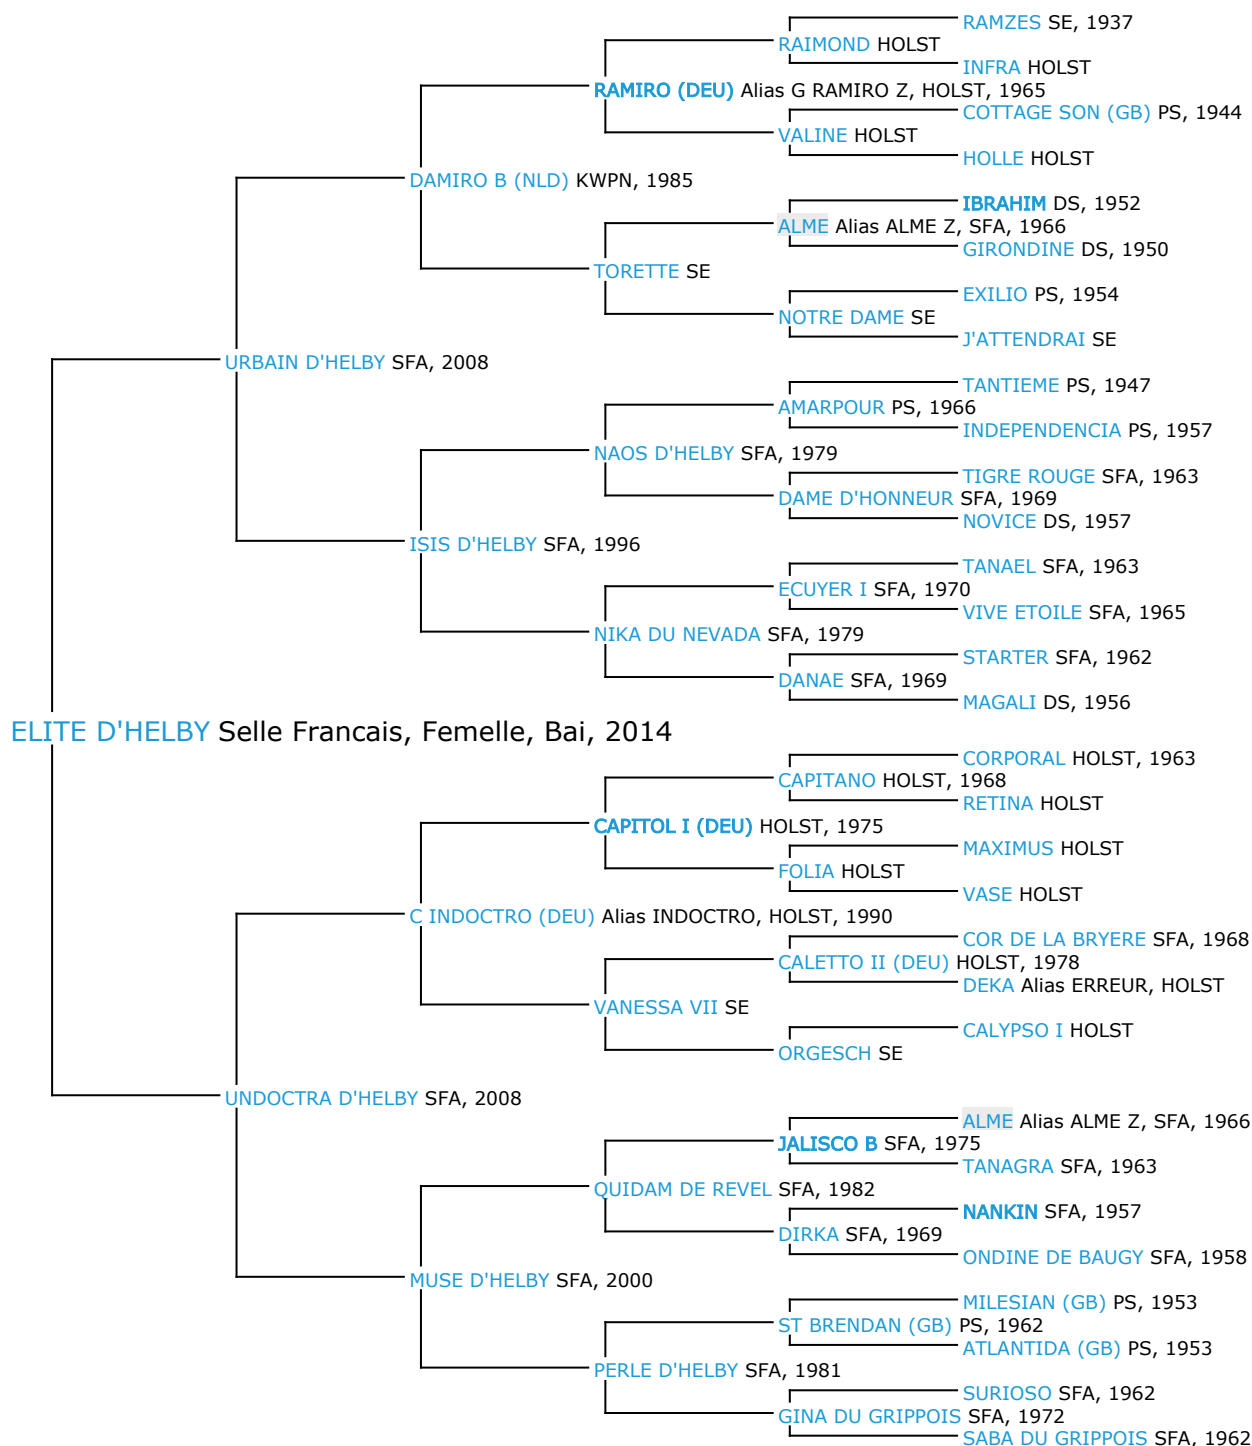 RAMZES SE, 1937
RAIMOND HOLST
INFRA HOLST
RAMIRO (DEU) Alias G RAMIRO Z, HOLST, 1965
COTTAGE SON (GB) PS, 1944
VALINE HOLST
HOLLE HOLST
DAMIRO B (NLD) KWPN, 1985
IBRAHIM DS, 1952
ALME Alias ALME Z, SFA, 1966
GIRONDINE DS, 1950
TORETTE SE
EXILIO PS, 1954
NOTRE DAME SE
J'ATTENDRAI SE
URBAIN D'HELBY SFA, 2008
TANTIEME PS, 1947
AMARPOUR PS, 1966
INDEPENDENCIA PS, 1957
NAOS D'HELBY SFA, 1979
TIGRE ROUGE SFA, 1963
DAME D'HONNEUR SFA, 1969
NOVICE DS, 1957
ISIS D'HELBY SFA, 1996
TANAEL SFA, 1963
ECUYER I SFA, 1970
VIVE ETOILE SFA, 1965
NIKA DU NEVADA SFA, 1979
STARTER SFA, 1962
DANAE SFA, 1969
MAGALI DS, 1956
ELITE D'HELBY Selle Francais, Femelle, Bai, 2014
CORPORAL HOLST, 1963
CAPITANO HOLST, 1968
RETINA HOLST
CAPITOL I (DEU) HOLST, 1975
MAXIMUS HOLST
FOLIA HOLST
VASE HOLST
C INDOCTRO (DEU) Alias INDOCTRO, HOLST, 1990
COR DE LA BRYERE SFA, 1968
CALETTO II (DEU) HOLST, 1978
DEKA Alias ERREUR, HOLST
VANESSA VII SE
CALYPSO I HOLST
ORGESCH SE
UNDOCTRA D'HELBY SFA, 2008
ALME Alias ALME Z, SFA, 1966
JALISCO B SFA, 1975
TANAGRA SFA, 1963
QUIDAM DE REVEL SFA, 1982
NANKIN SFA, 1957
DIRKA SFA, 1969
ONDINE DE BAUGY SFA, 1958
MUSE D'HELBY SFA, 2000
MILESIAN (GB) PS, 1953
ST BRENDAN (GB) PS, 1962
ATLANTIDA (GB) PS, 1953
PERLE D'HELBY SFA, 1981
SURIOSO SFA, 1962
GINA DU GRIPPOIS SFA, 1972
SABA DU GRIPPOIS SFA, 1962